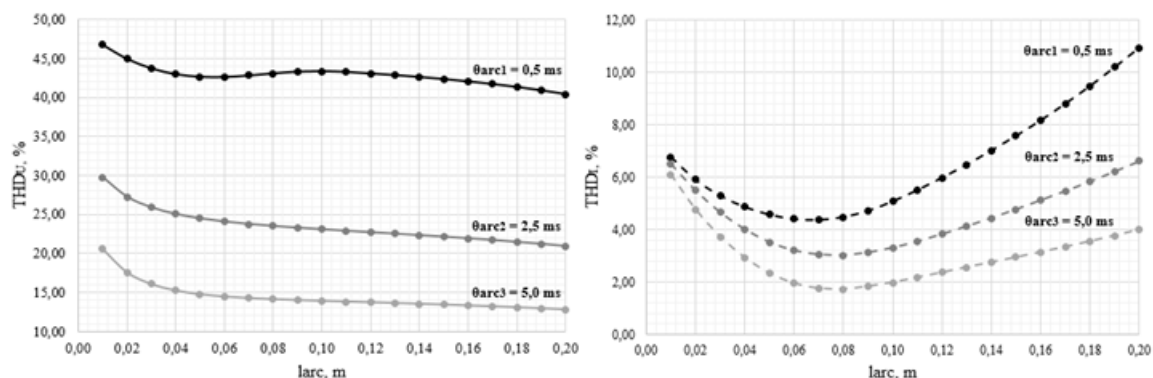 50,00
45,00
40,00
35,00
30,00
25,00
20,00
15,00
10,00
THDU, %
θarc1 = 0,5 ms
θarc2 = 2,5 ms
θarc3 = 5,0 ms
0,00 0,02 0,04 0,06 0,08 0,10 0,12 0,14 0,16 0,18 0,20
larc, m
12,00
10,00
8,00
6,00
4,00
2,00
0,00
THDI, %
θarc1 = 0,5 ms
θarc2 = 2,5 ms
θarc3 = 5,0 ms
0,00 0,02 0,04 0,06 0,08 0,10 0,12 0,14 0,16 0,18 0,20
larc, m